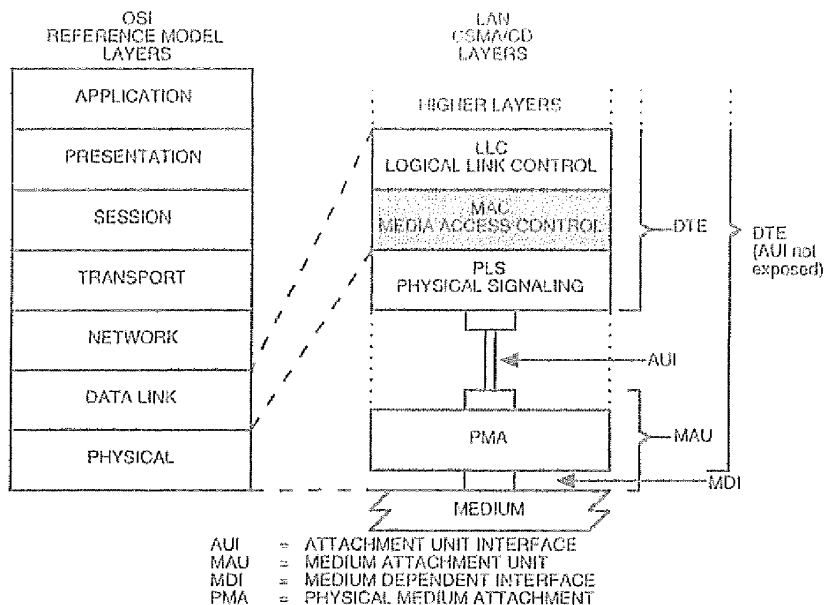 OSI
REFERENCE MODEL
LAYERS
APPLICATION
PRESENTATION
SESSION
TRANSPORT
NETWORK
DATA LINK
PHYSICAL
LAN
CSMA/CD
LAYERS
HIGHER LAYERS
LLC
LOGICAL LINK CONTROL
MAC
MEDIA ACCESS CONTROL
PLS
PHYSICAL SIGNALING
AUI
PMA
MDI
MEDIUM
DTE
MAU
DTE
(AUI not
exposed)
AUI = ATTACHMENT UNIT INTERFACE
MAU = MEDIUM ATTACHMENT UNIT
MDI = MEDIUM DEPENDENT INTERFACE
PMA = PHYSICAL MEDIUM ATTACHMENT